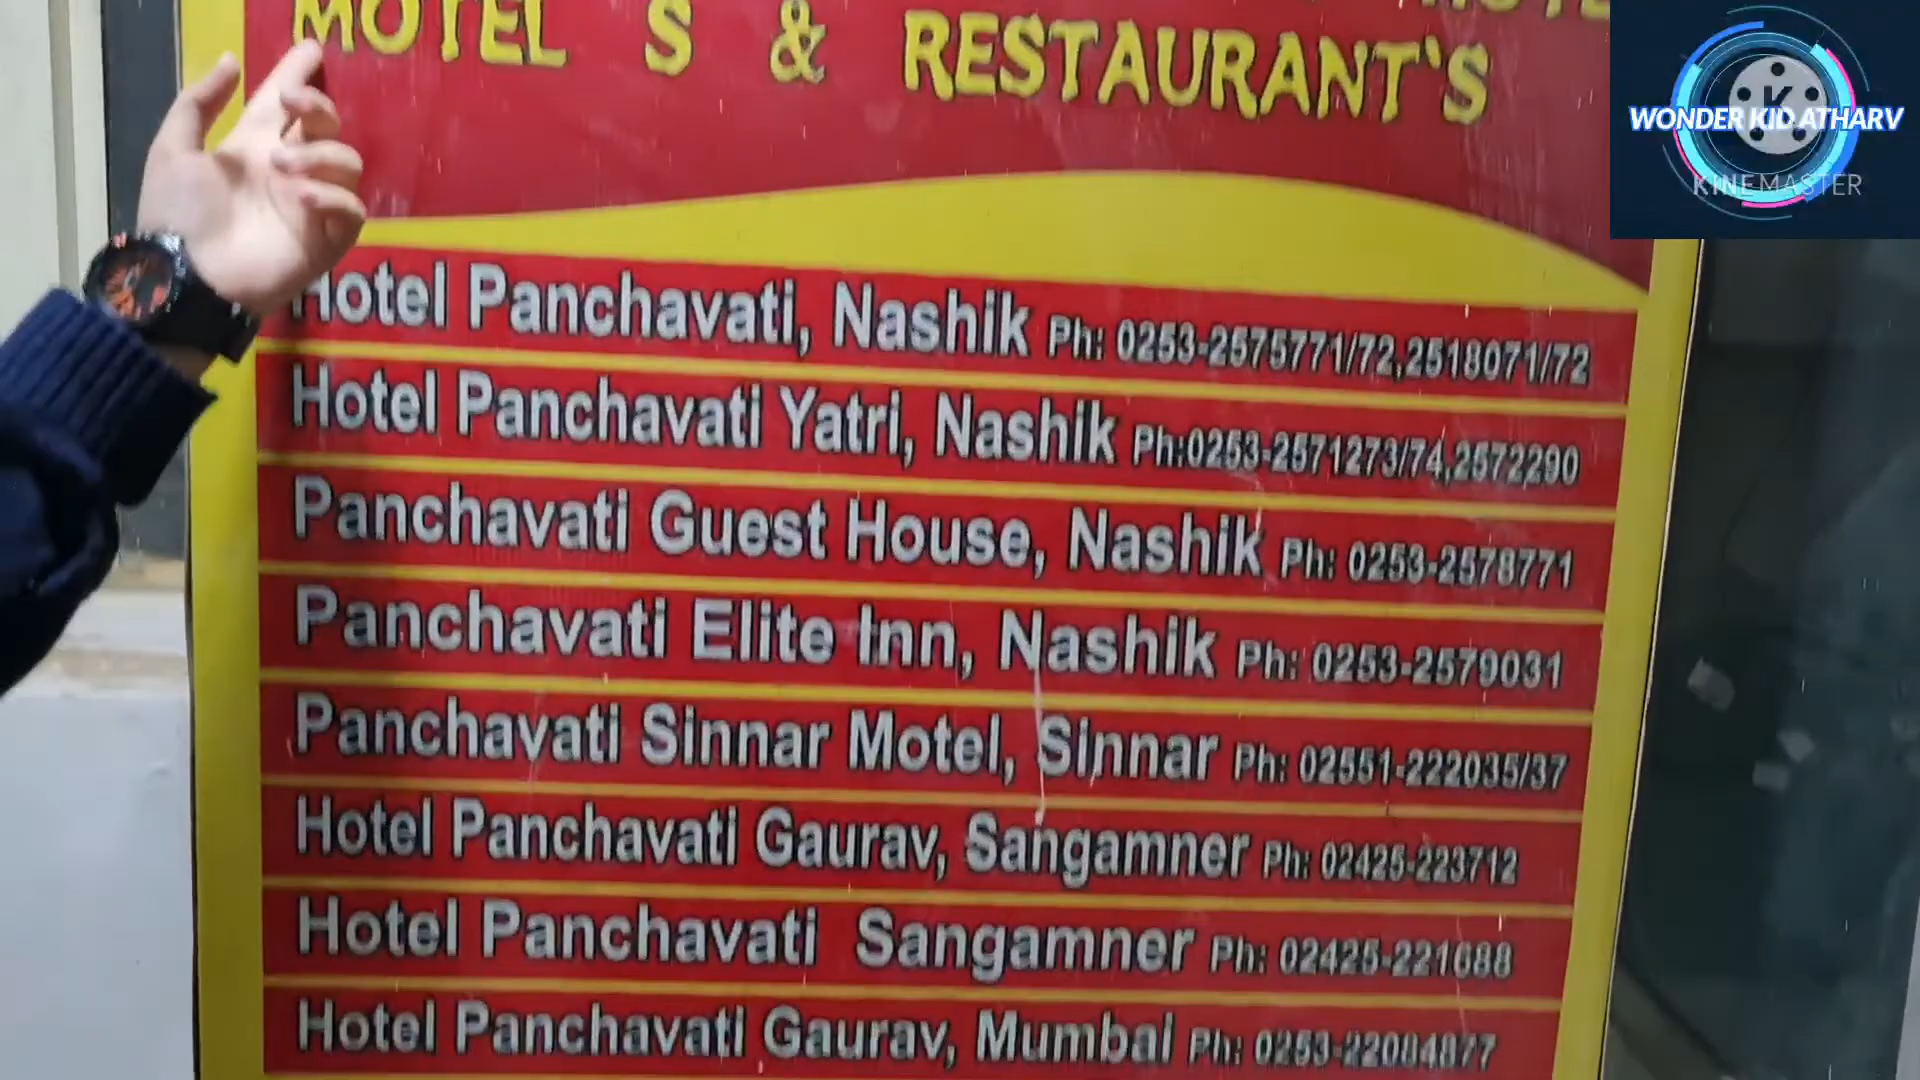 MOTEL S & RESTAURANT'S
Hotel Panchavati, Nashik Ph: 0253-2575771/72,2518071/72
Hotel Panchavati Yatri, Nashik Ph:0253-2571273/74,2572290
Panchavati Guest House, Nashik Ph: 0253-2578771
Panchavati Elite Inn, Nashik Ph: 0253-2579031
Panchavati Sinnar Motel, Sinnar Ph: 02551-222035/37
Hotel Panchavati Gaurav, Sangamner Ph: 02425-223712
Hotel Panchavati Sangamner Ph: 02425-221688
Hotel Panchavati Gaurav, Mumbai Ph: 0253-22084877
WONDER KID ATHARV
K
KINEMASTER